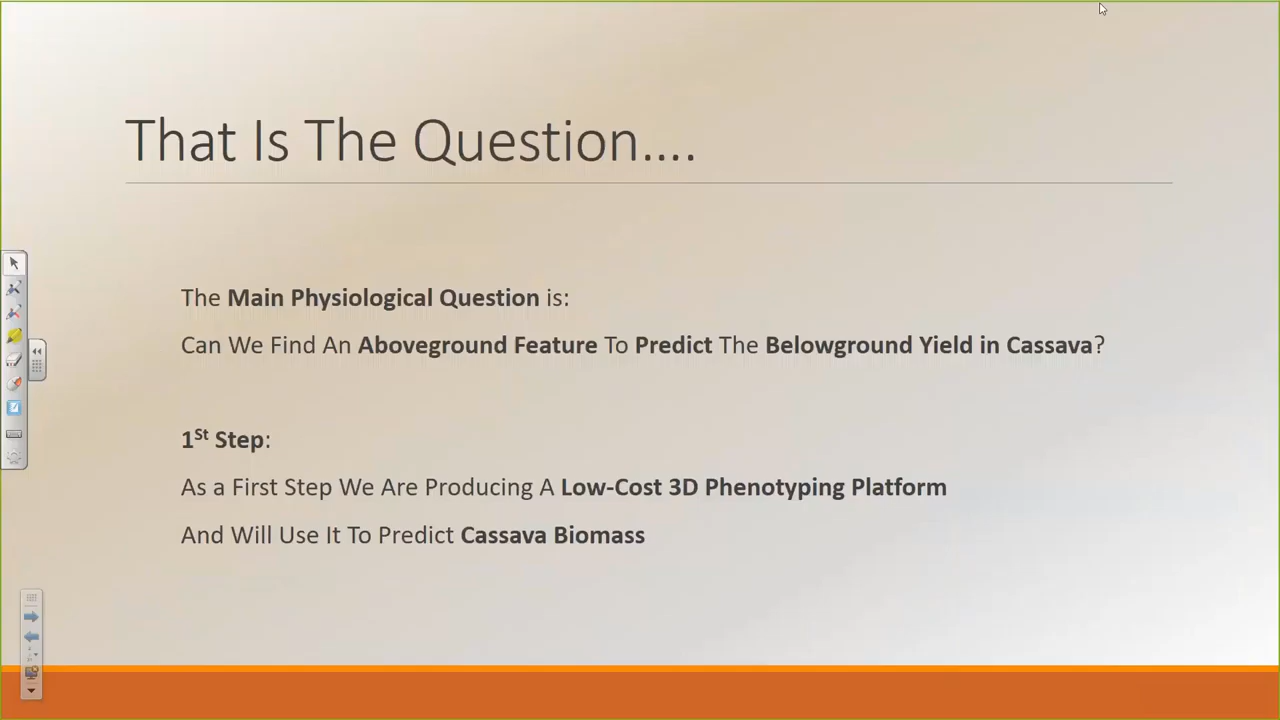 That Is The Question....
The Main Physiological Question is:
Can We Find An Aboveground Feature To Predict The Belowground Yield in Cassava?
1St Step:
As a First Step We Are Producing A Low-Cost 3D Phenotyping Platform
And Will Use It To Predict Cassava Biomass